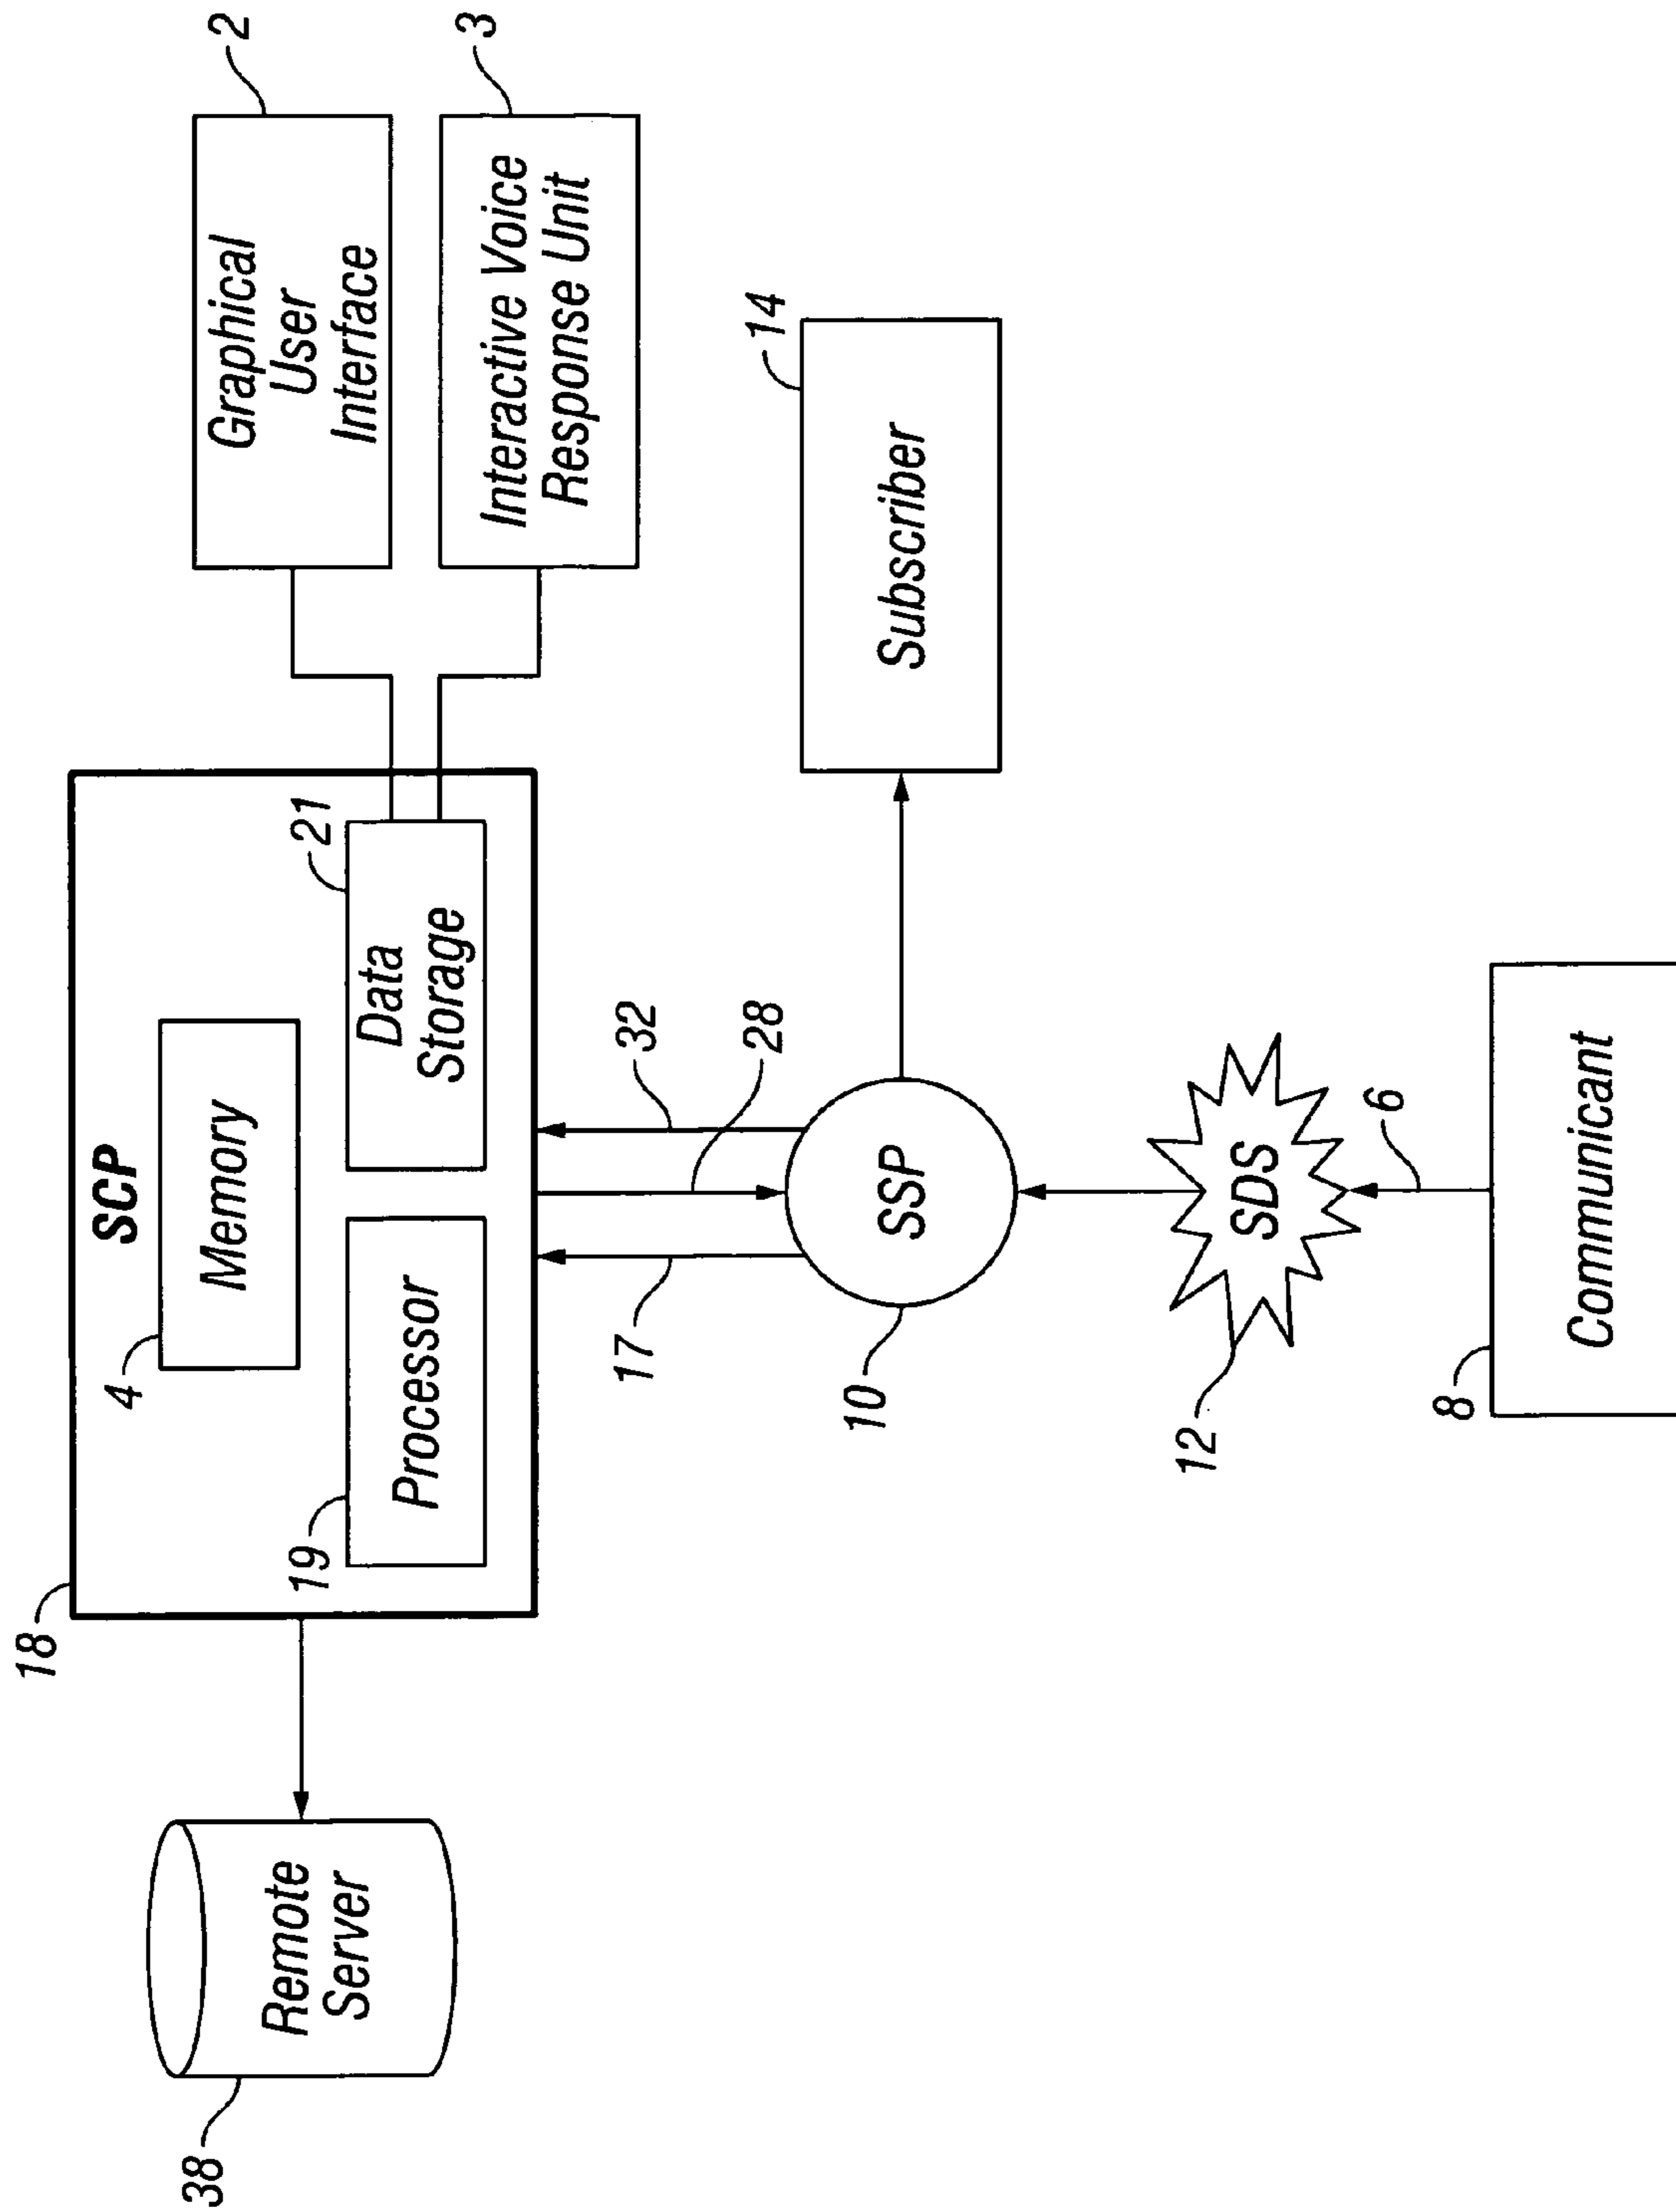 18
SCP
4
Memory
19
Processor
21
Data
Storage
38
Remote
Server
2
Graphical
User
Interface
3
Interactive Voice
Response Unit
17
28
32
10
SSP
14
Subscriber
12
SDS
6
8
Communicant